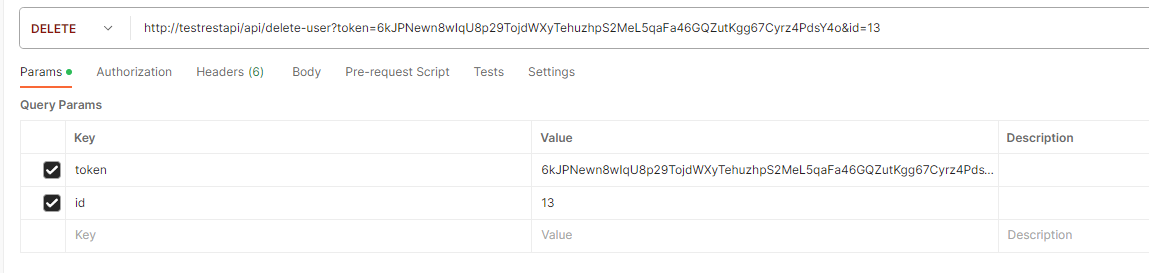 DELETE http://testrestapi/api/delete-user?token=6kJPNewn8wIqU8p29TojdWXyTehuzhpS2MeL5qaFa46GQZutKgg67Cyrz4PdsY4o&id=13
Params Authorization Headers (6) Body Pre-request Script Tests Settings
Query Params
Key Value Description
token 6kJPNewn8wIqU8p29TojdWXyTehuzhpS2MeL5qaFa46GQZutKgg67Cyrz4Pds...
id 13
Key Value Description